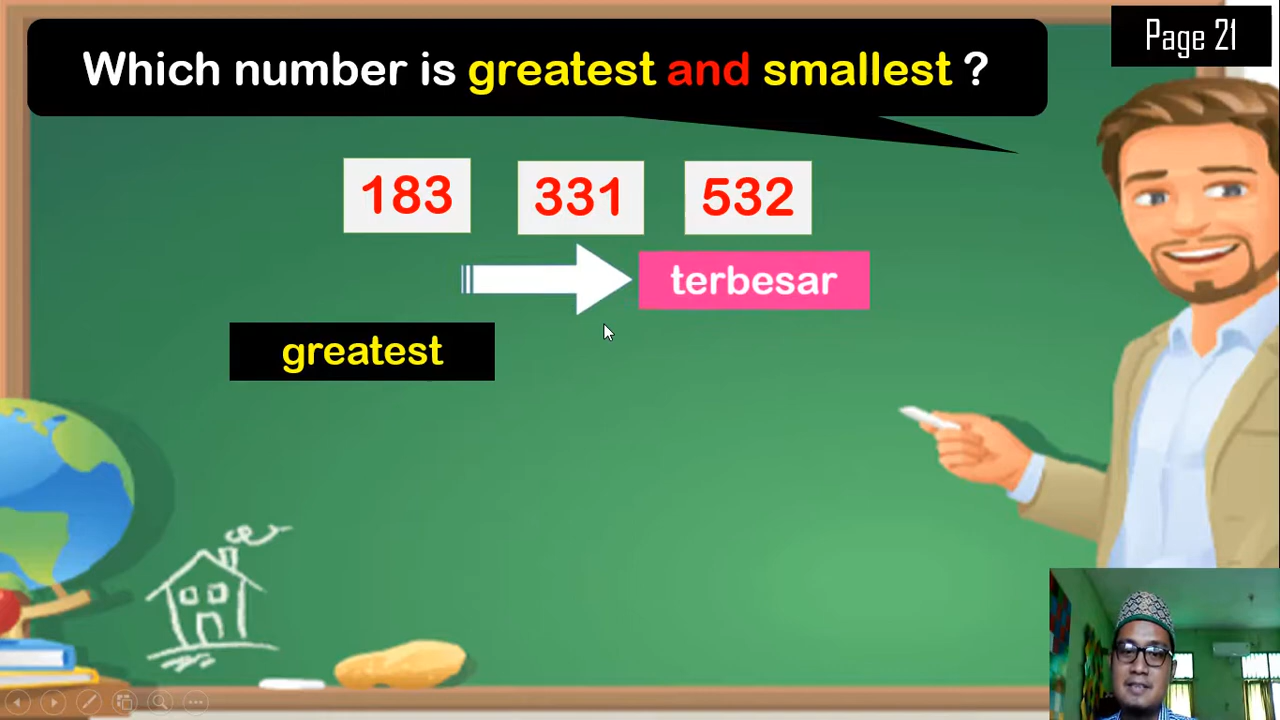 Page 21
Which number is greatest and smallest ?
183 331 532
terbesar
greatest